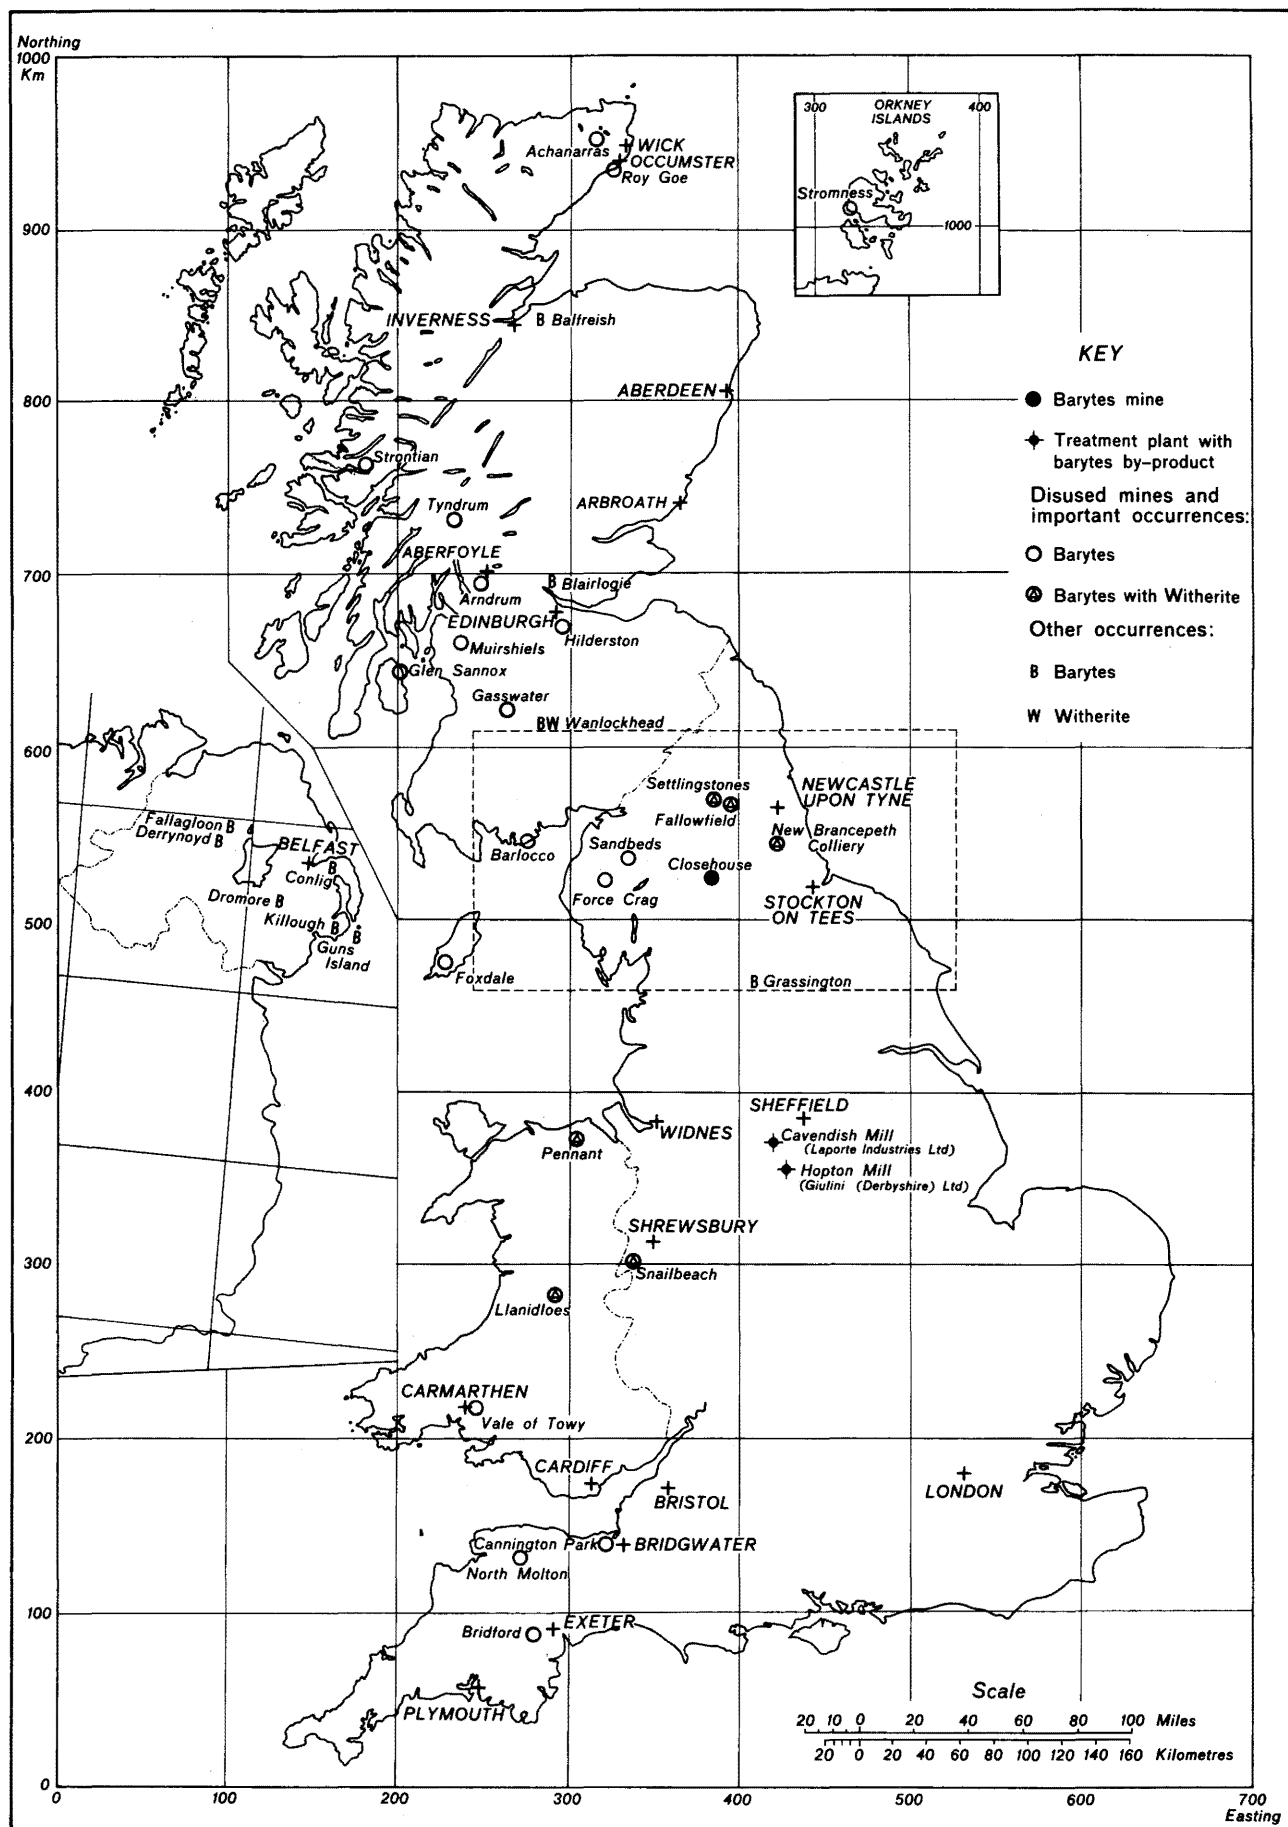 Northing
1000
Km
900
800
700
600
500
400
300
200
100
0
0
100
200
300
400
500
600
700
Easting
300
ORKNEY
ISLANDS
400
Stromness
1000
Achanarras
WICK
OCCUMSTER
Roy Goe
INVERNESS
B Balfreish
ABERDEEN
Strontian
Tyndrum
ARBROATH
ABERFOYLE
Arndrum
B
Blairlogie
EDINBURGH
Hilderston
Muirshiels
Glen Sannox
Gasswater
BW Wanlockhead
Settlingstones
Fallowfield
NEWCASTLE
UPON TYNE
New Brancepeth
Colliery
Barlocco
Sandbeds
Closehouse
Force Crag
STOCKTON
ON TEES
Fallagloon B
Derrynoyd B
BELFAST
Conlig
B
Dromore B
Killough B
B
Guns
Island
Foxdale
B Grassington
SHEFFIELD
WIDNES
Cavendish Mill
(Laporte Industries Ltd)
Pennant
Hopton Mill
(Giulini (Derbyshire) Ltd)
SHREWSBURY
Snailbeach
Llanidloes
CARMARTHEN
Vale of Towy
CARDIFF
BRISTOL
LONDON
Cannington Park
BRIDGWATER
North Molton
Bridford
EXETER
PLYMOUTH
KEY
Barytes mine
Treatment plant with
barytes by-product
Disused mines and
important occurrences:
Barytes
Barytes with Witherite
Other occurrences:
B Barytes
W Witherite
Scale
20 10 0 20 40 60 80 100 Miles
20 0 20 40 60 80 100 120 140 160 Kilometres